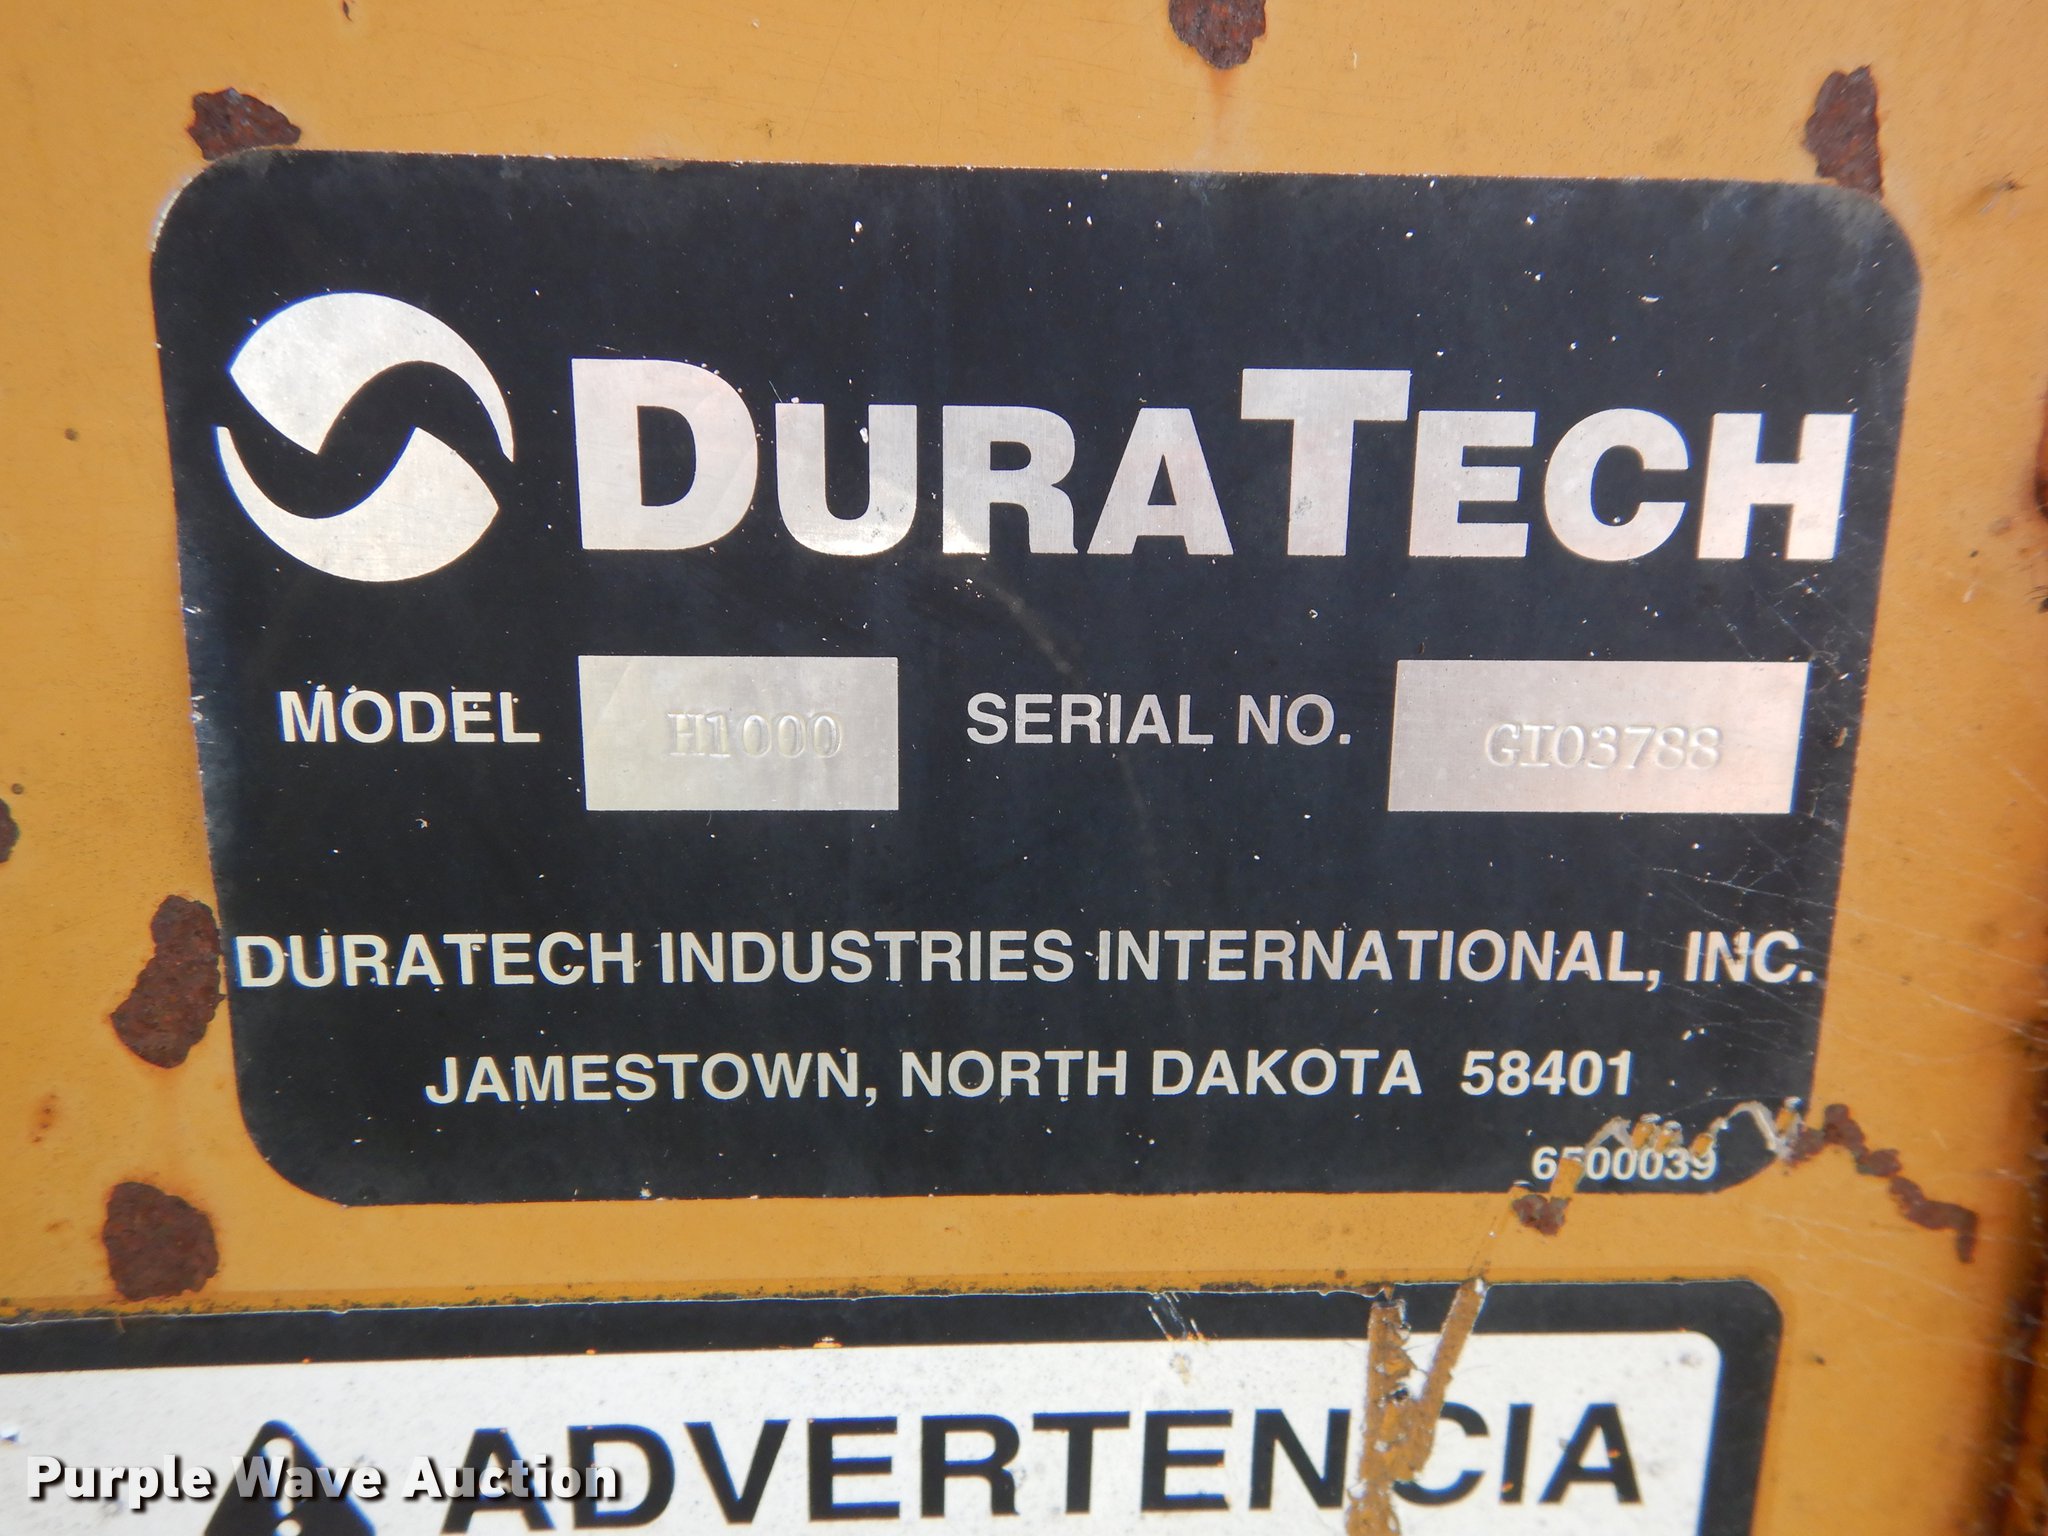 DURATECH
MODEL H1000 SERIAL NO. GI03788
DURATECH INDUSTRIES INTERNATIONAL, INC.
JAMESTOWN, NORTH DAKOTA 58401
6500039
ADVERTENCIA
Purple Wave Auction